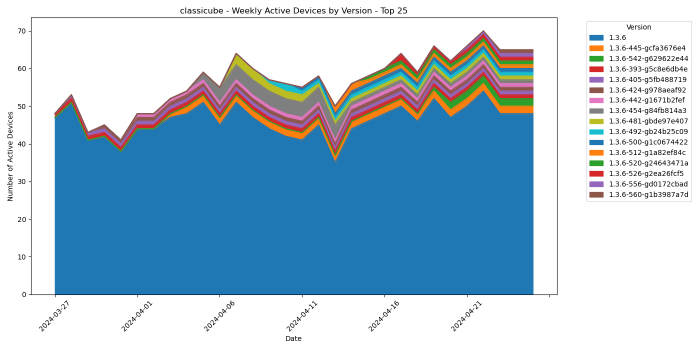 classicube - Weekly Active Devices by Version - Top 25
Number of Active Devices
70
60
50
40
30
20
10
0
2024-03-27
2024-04-01
2024-04-06
2024-04-11
2024-04-16
2024-04-21
Date
Version
1.3.6
1.3.6-445-gcfa3676e4
1.3.6-542-g629622e44
1.3.6-393-g5c8e6db4e
1.3.6-405-g5fb488719
1.3.6-424-g978aeaf92
1.3.6-442-g1671b2fef
1.3.6-454-g84fb814a3
1.3.6-481-gbde97e407
1.3.6-492-gb24b25c09
1.3.6-500-g1c0674422
1.3.6-512-g1a82ef84c
1.3.6-520-g24643471a
1.3.6-526-g2ea26fcf5
1.3.6-556-gd0172cbad
1.3.6-560-g1b3987a7d